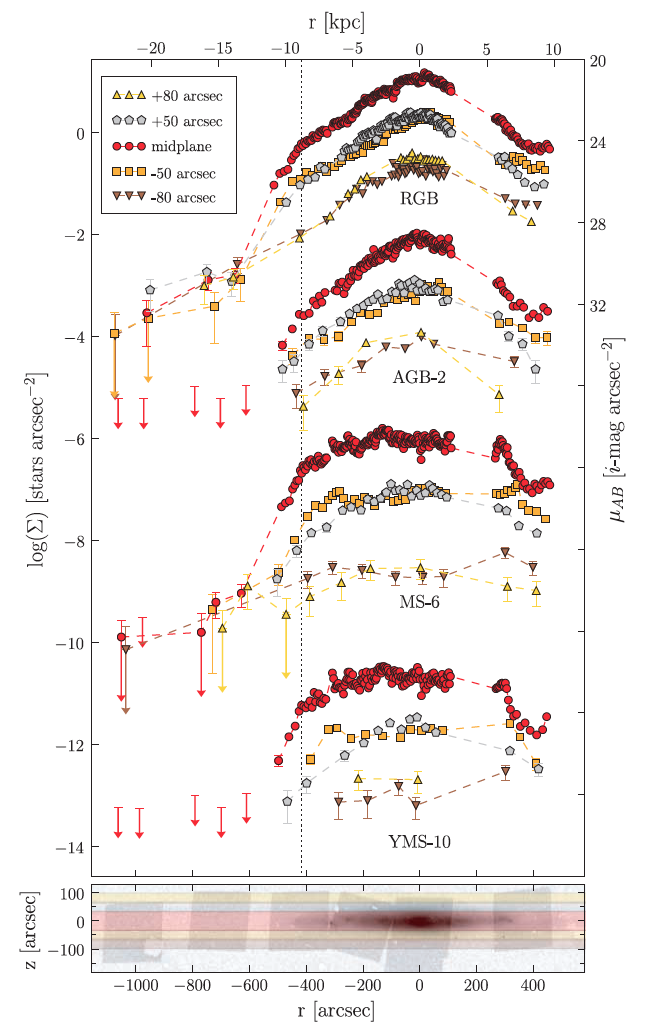 r [kpc]
−20 −15 −10 −5 0 5 10
+80 arcsec
+50 arcsec
midplane
-50 arcsec
-80 arcsec
0
−2
−4
−6
−8
−10
−12
−14
log(Σ) [stars arcsec−2]
20
24
28
32
μAB [i-mag arcsec−2]
RGB
AGB-2
MS-6
YMS-10
100
0
−100
z [arcsec]
−1000 −800 −600 −400 −200 0 200 400
r [arcsec]